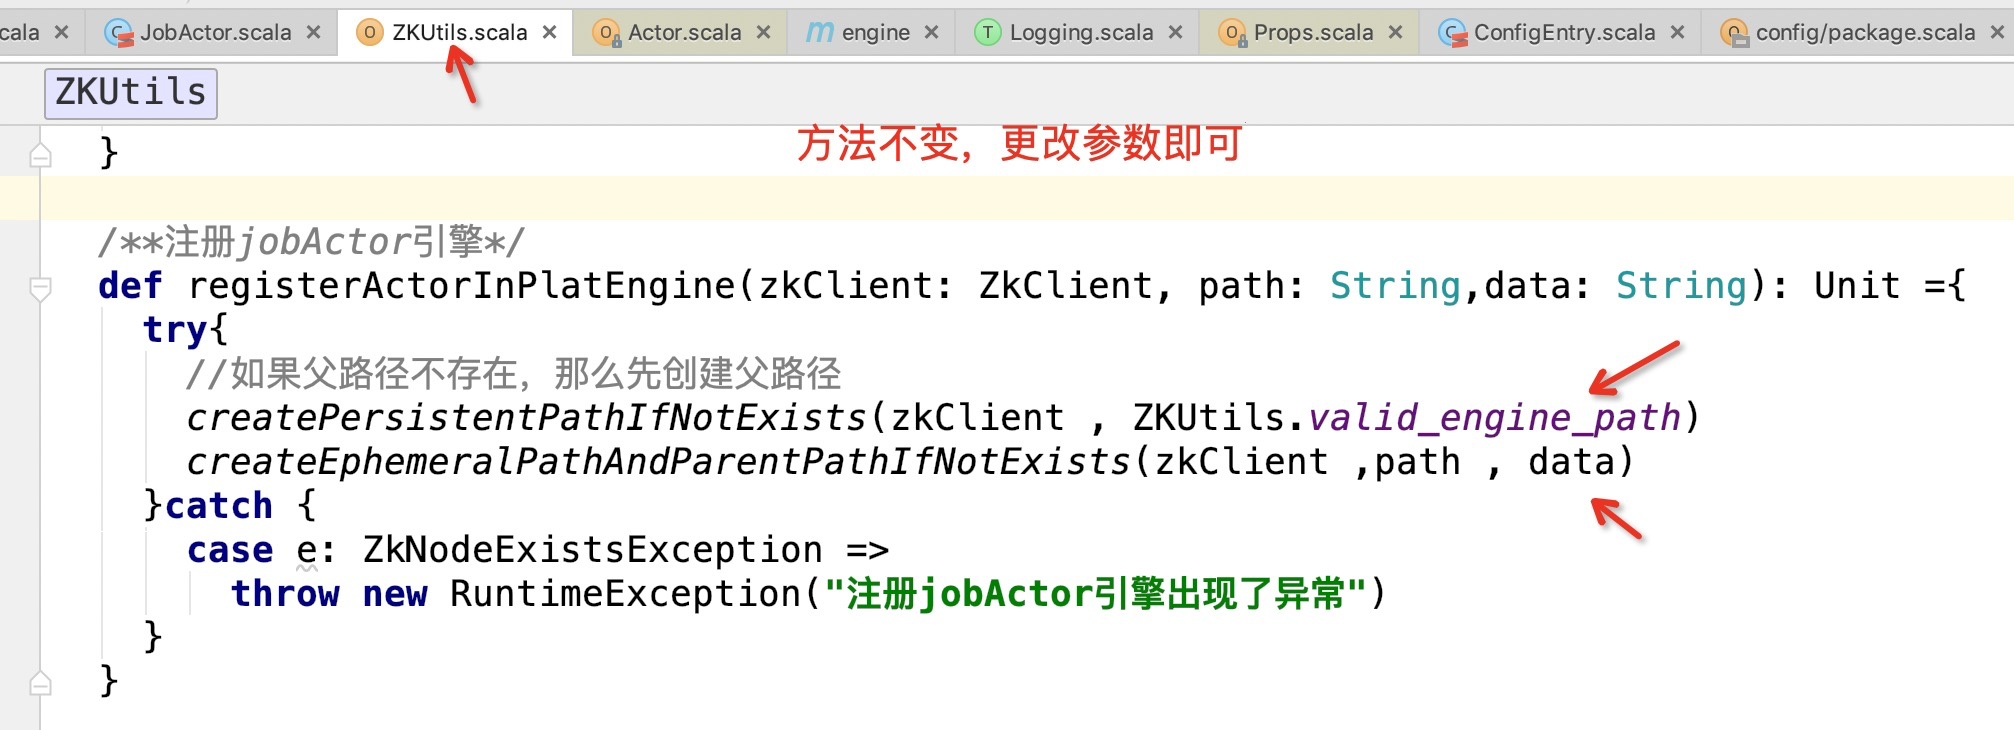 cala JobActor.scala ZKUtils.scala Actor.scala engine Logging.scala Props.scala ConfigEntry.scala config/package.scala
ZKUtils
方法不变，更改参数即可
}
/**注册jobActor引擎*/
def registerActorInPlatEngine(zkClient: ZkClient, path: String,data: String): Unit ={
try{
//如果父路径不存在，那么先创建父路径
createPersistentPathIfNotExists(zkClient , ZKUtils.valid_engine_path)
createEphemeralPathAndParentPathIfNotExists(zkClient ,path , data)
}catch {
case e: ZkNodeExistsException =>
throw new RuntimeException("注册jobActor引擎出现了异常")
}
}